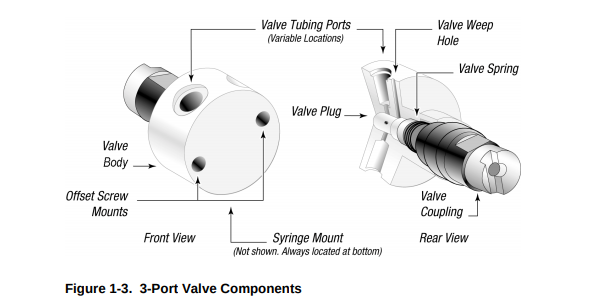 Valve Tubing Ports
(Variable Locations)
Valve Weep
Hole
Valve Spring
Valve Plug
Valve
Body
Offset Screw
Mounts
Valve
Coupling
Front View
Syringe Mount
(Not shown. Always located at bottom)
Rear View
Figure 1-3. 3-Port Valve Components